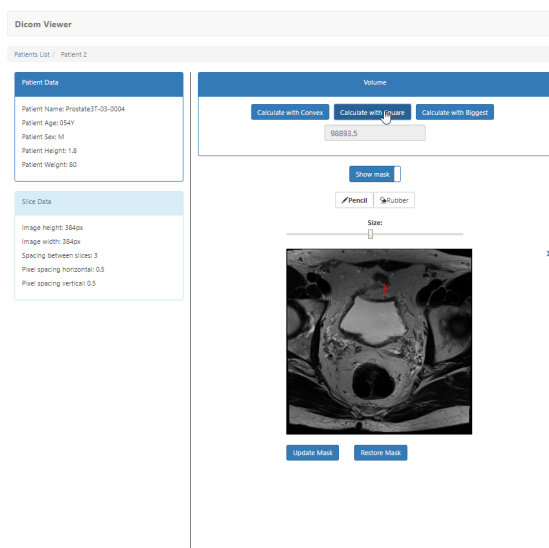 Dicom Viewer
Patients List / Patient 2
Patient Data
Patient Name: Prostate3T-03-0004
Patient Age: 054Y
Patient Sex: M
Patient Height: 1.8
Patient Weight: 80
Slice Data
Image height: 384px
Image width: 384px
Spacing between slices: 3
Pixel spacing horizontal: 0.5
Pixel spacing vertical: 0.5
Volume
Calculate with Convex Calculate with Square Calculate with Biggest
98893.5
Show mask
Pencil Rubber
Size:
Update Mask Restore Mask